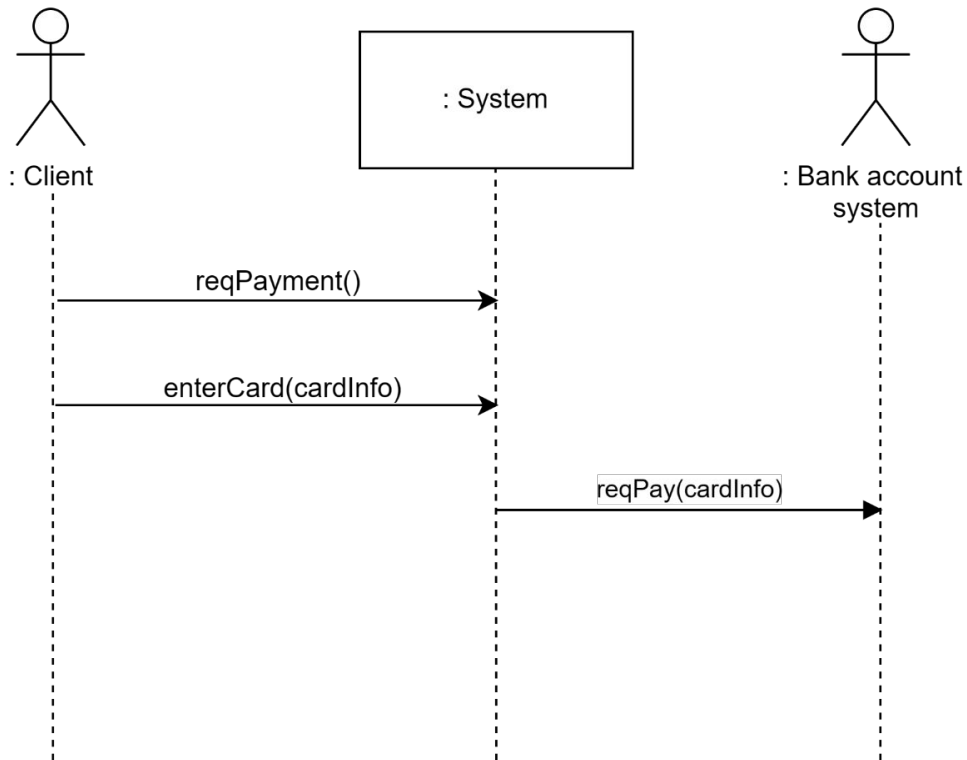 : System
: Client
: Bank account
system
reqPayment()
enterCard(cardInfo)
reqPay(cardInfo)